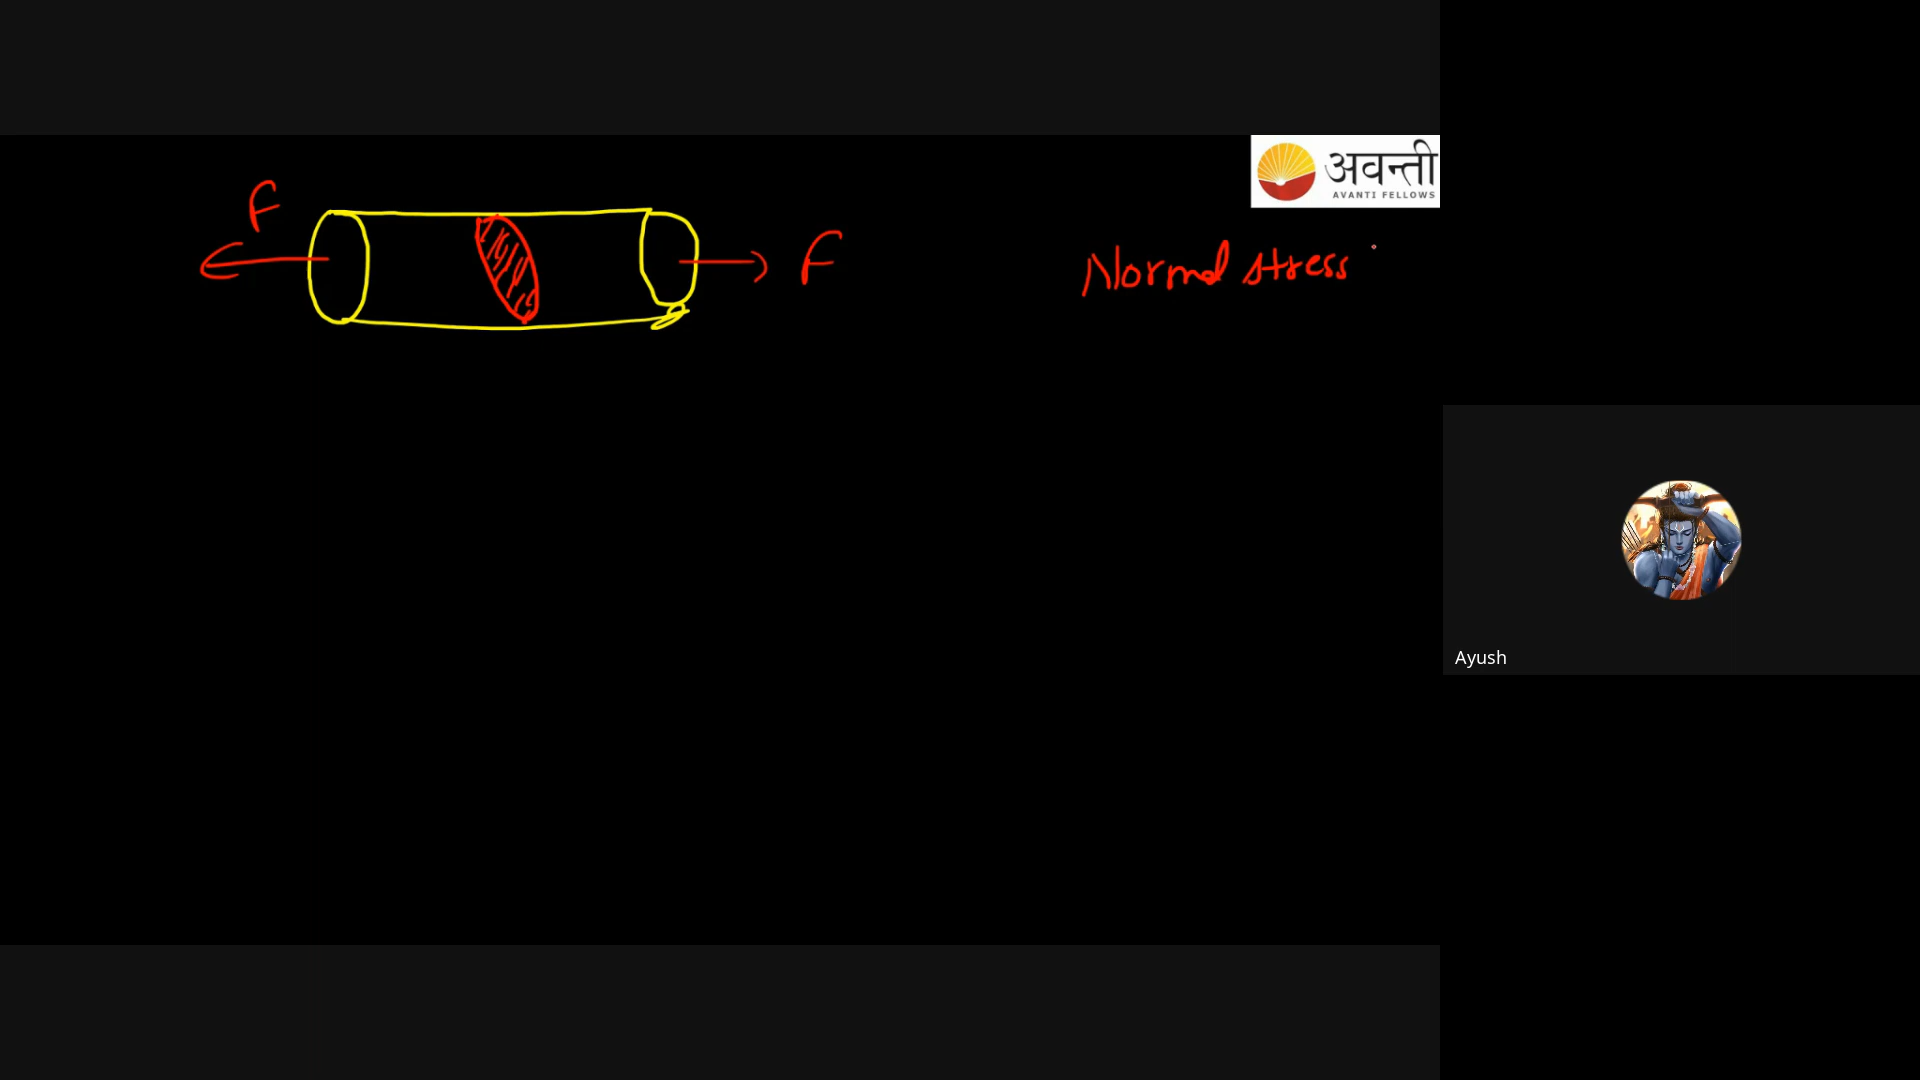 अवन्ती
AVANTI FELLOWS
F
F
Normal stress
Ayush